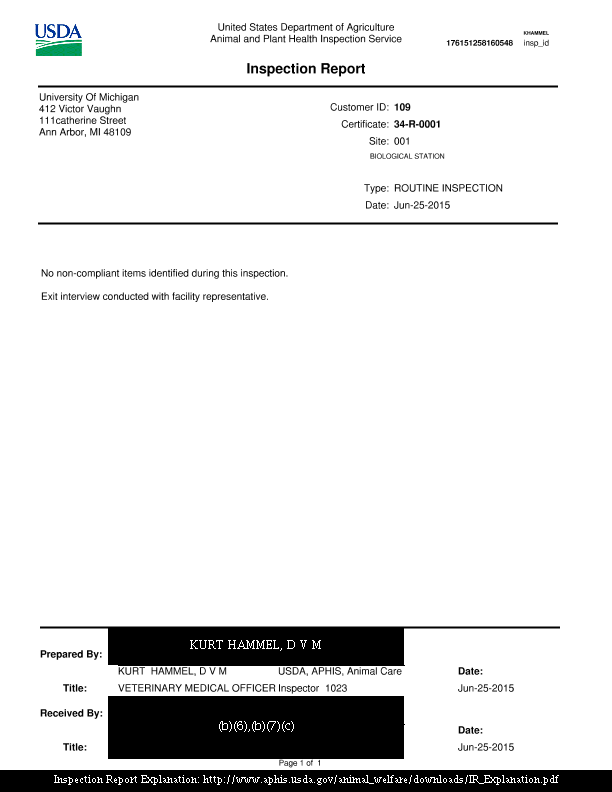 USDA
United States Department of Agriculture
Animal and Plant Health Inspection Service
KHAMMEL
176151258160548 insp_id
Inspection Report
University Of Michigan
412 Victor Vaughn
111catherine Street
Ann Arbor, MI 48109
Customer ID: 109
Certificate: 34-R-0001
Site: 001
BIOLOGICAL STATION
Type: ROUTINE INSPECTION
Date: Jun-25-2015
No non-compliant items identified during this inspection.
Exit interview conducted with facility representative.
KURT HAMMEL, D V M
Prepared By:
KURT HAMMEL, D V M USDA, APHIS, Animal Care Date:
Title: VETERINARY MEDICAL OFFICER Inspector 1023 Jun-25-2015
Received By:
(b)(6),(b)(7)(c)
Date:
Title: Jun-25-2015
Page 1 of 1
Inspection Report Explanation: http://www.aphis.usda.gov/animal_welfare/downloads/IR_Explanation.pdf